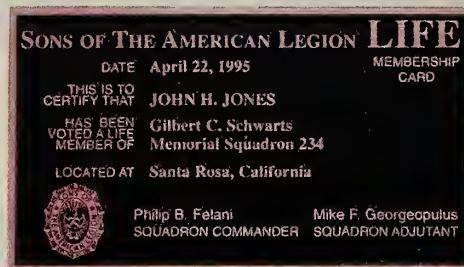 SONS OF THE AMERICAN LEGION LIFE
MEMBERSHIP
CARD
DATE April 22, 1995
THIS IS TO
CERTIFY THAT JOHN H. JONES
HAS BEEN
VOTED A LIFE
MEMBER OF Gilbert C. Schwarts
Memorial Squadron 234
LOCATED AT Santa Rosa, California
Philip B. Felani
SQUADRON COMMANDER
Mike F. Georgeopulus
SQUADRON ADJUTANT